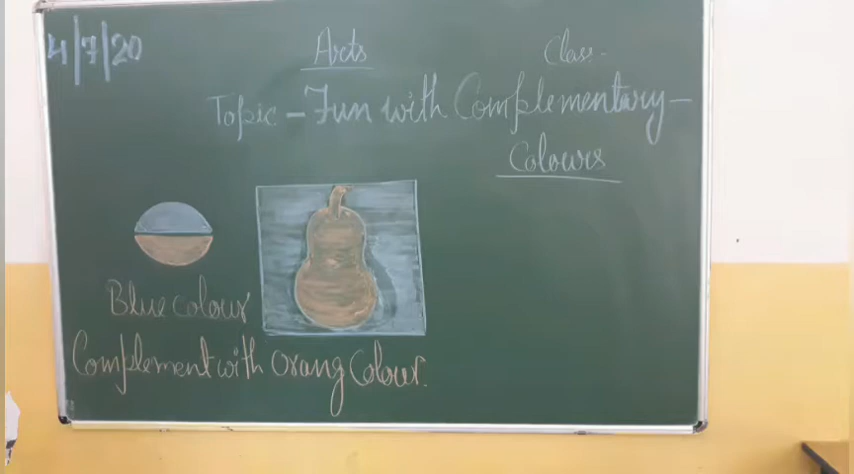 4/7/20
Arts
Class-
Topic - Fun with Complementary-
Colours
Blue colour
Complement with orang Colour.